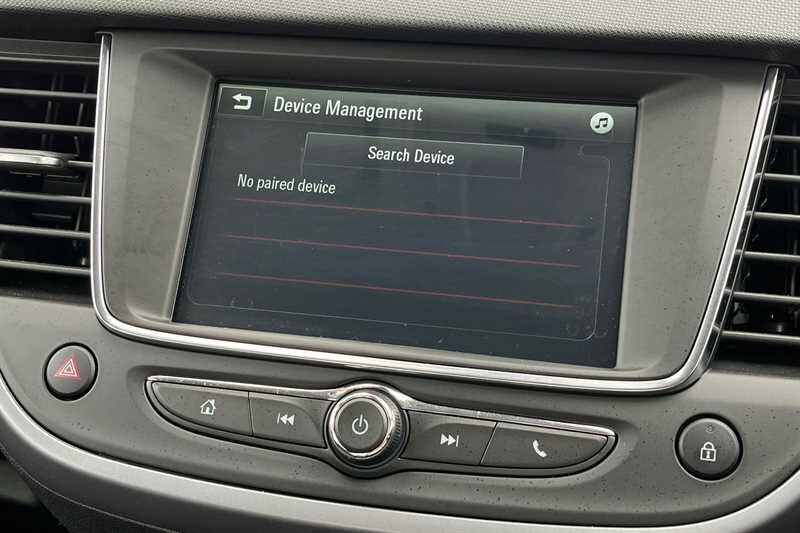 Device Management
Search Device
No paired device